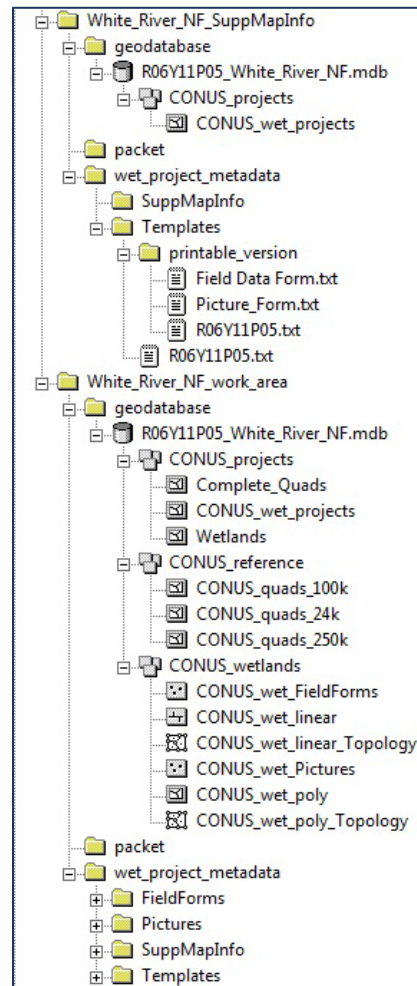 White_River_NF_SuppMapInfo
geodatabase
R06Y11P05_White_River_NF.mdb
CONUS_projects
CONUS_wet_projects
packet
wet_project_metadata
SuppMapInfo
Templates
printable_version
Field Data Form.txt
Picture_Form.txt
R06Y11P05.txt
R06Y11P05.txt
White_River_NF_work_area
geodatabase
R06Y11P05_White_River_NF.mdb
CONUS_projects
Complete_Quads
CONUS_wet_projects
Wetlands
CONUS_reference
CONUS_quads_100k
CONUS_quads_24k
CONUS_quads_250k
CONUS_wetlands
CONUS_wet_FieldForms
CONUS_wet_linear
CONUS_wet_linear_Topology
CONUS_wet_Pictures
CONUS_wet_poly
CONUS_wet_poly_Topology
packet
wet_project_metadata
FieldForms
Pictures
SuppMapInfo
Templates